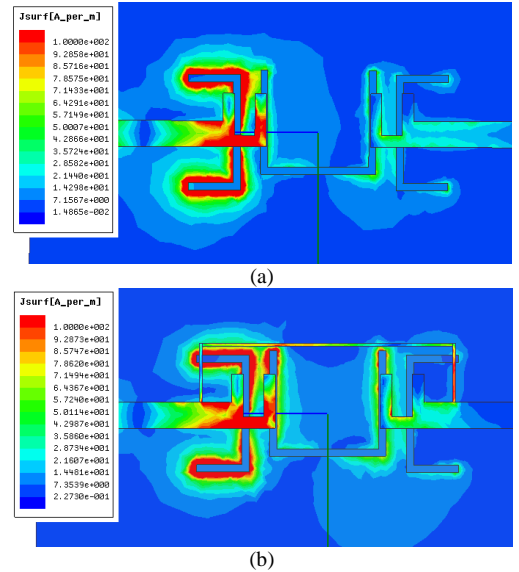 Jsurf[A_per_m]
1.0000e+002
9.2858e+001
8.5716e+001
7.8575e+001
7.1433e+001
6.4291e+001
5.7149e+001
5.0007e+001
4.2866e+001
3.5724e+001
2.8582e+001
2.1440e+001
1.4298e+001
7.1567e+000
1.4865e-002
(a)
Jsurf[A_per_m]
1.0000e+002
9.2873e+001
8.5747e+001
7.8620e+001
7.1494e+001
6.4367e+001
5.7240e+001
5.0114e+001
4.2987e+001
3.5860e+001
2.8734e+001
2.1607e+001
1.4481e+001
7.3539e+000
2.2730e-001
(b)